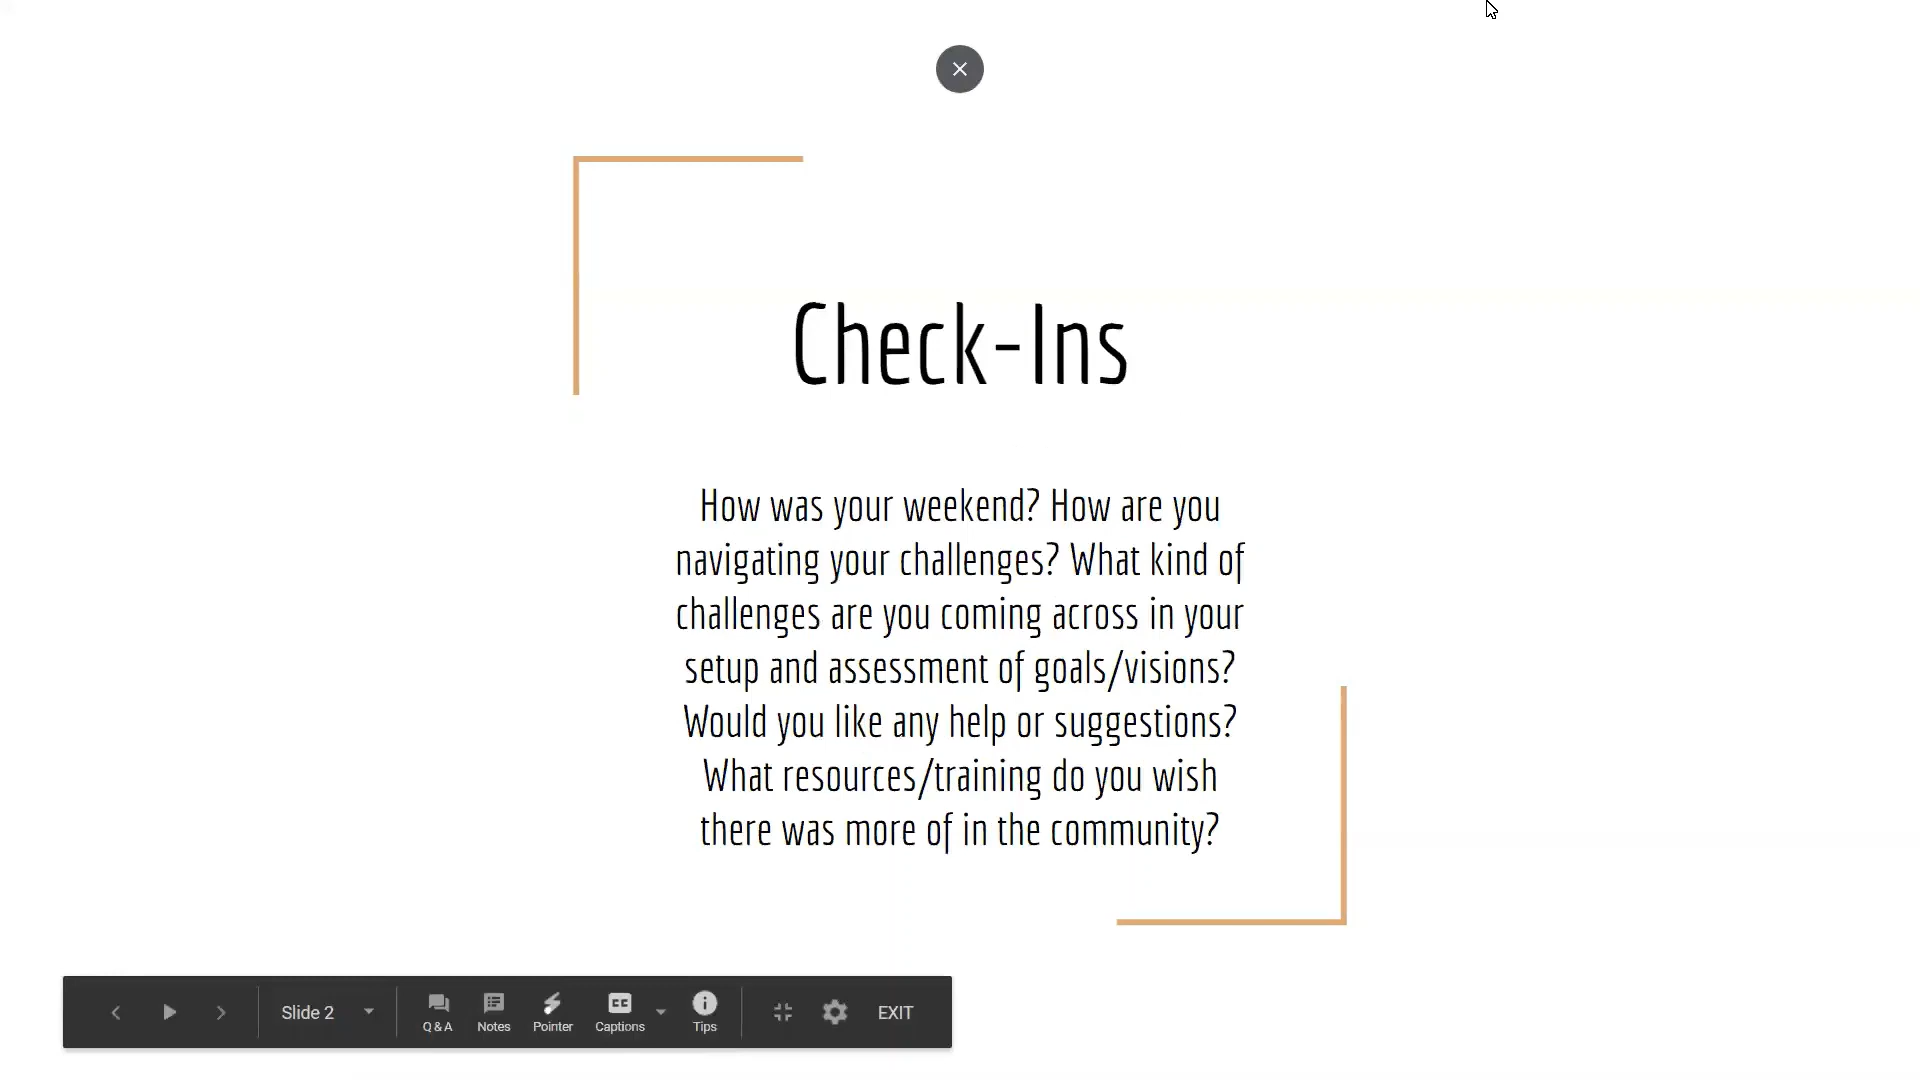 Check-Ins
How was your weekend? How are you
navigating your challenges? What kind of
challenges are you coming across in your
setup and assessment of goals/visions?
Would you like any help or suggestions?
What resources/training do you wish
there was more of in the community?
Slide 2
Q & A
Notes
Pointer
CC
Captions
Tips
EXIT